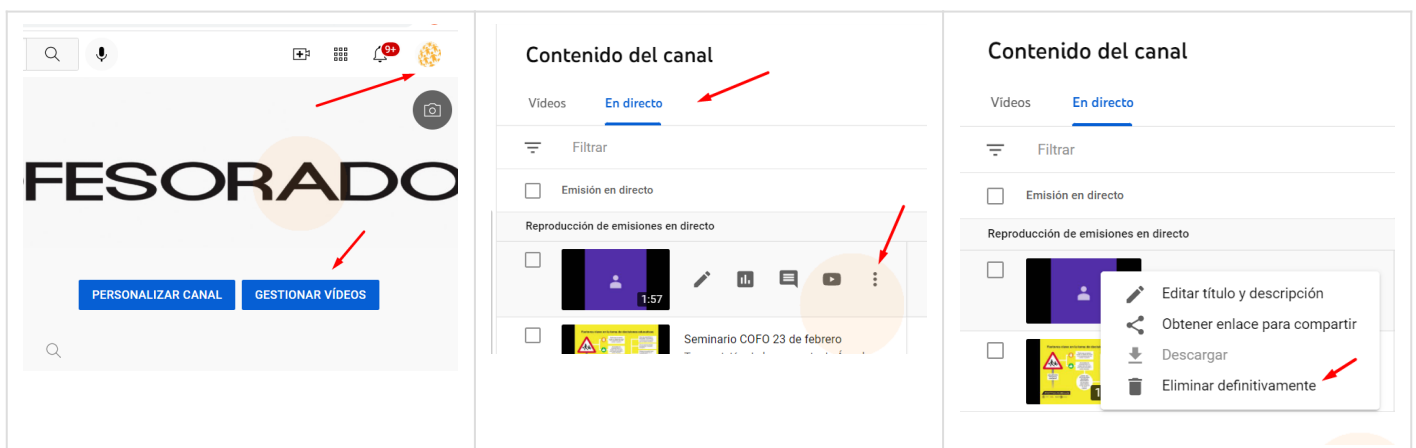 9+
FESORADO
PERSONALIZAR CANAL
GESTIONAR VÍDEOS
Contenido del canal
Vídeos
En directo
Filtrar
Emisión en directo
Reproducción de emisiones en directo
1:57
Seminario COFO 23 de febrero
Contenido del canal
Vídeos
En directo
Filtrar
Emisión en directo
Reproducción de emisiones en directo
Editar título y descripción
Obtener enlace para compartir
Descargar
Eliminar definitivamente